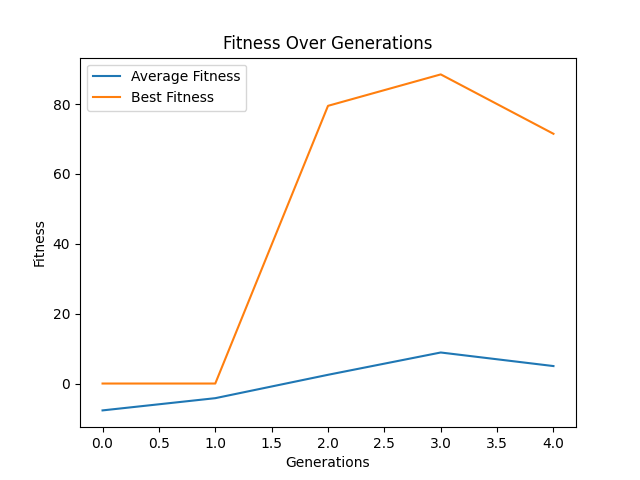 Fitness Over Generations
Average Fitness
Best Fitness
80
60
40
20
0
Fitness
0.0 0.5 1.0 1.5 2.0 2.5 3.0 3.5 4.0
Generations